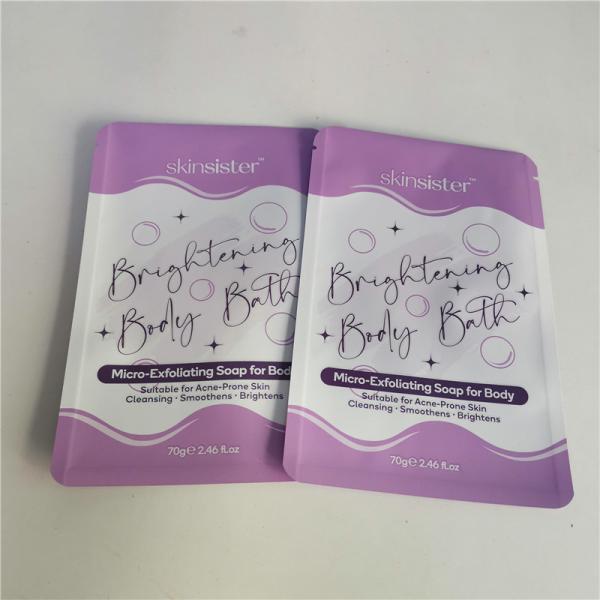 skinsister™
Brightening
Body Bath
Micro-Exfoliating Soap for Bod
Suitable for Acne-Prone Skin
Cleansing · Smoothens · Brightens
70g℮ 2.46 fl.oz
skinsister™
Brightening
Body Bath
Micro-Exfoliating Soap for Body
Suitable for Acne-Prone Skin
Cleansing · Smoothens · Brightens
70g℮ 2.46 fl.oz